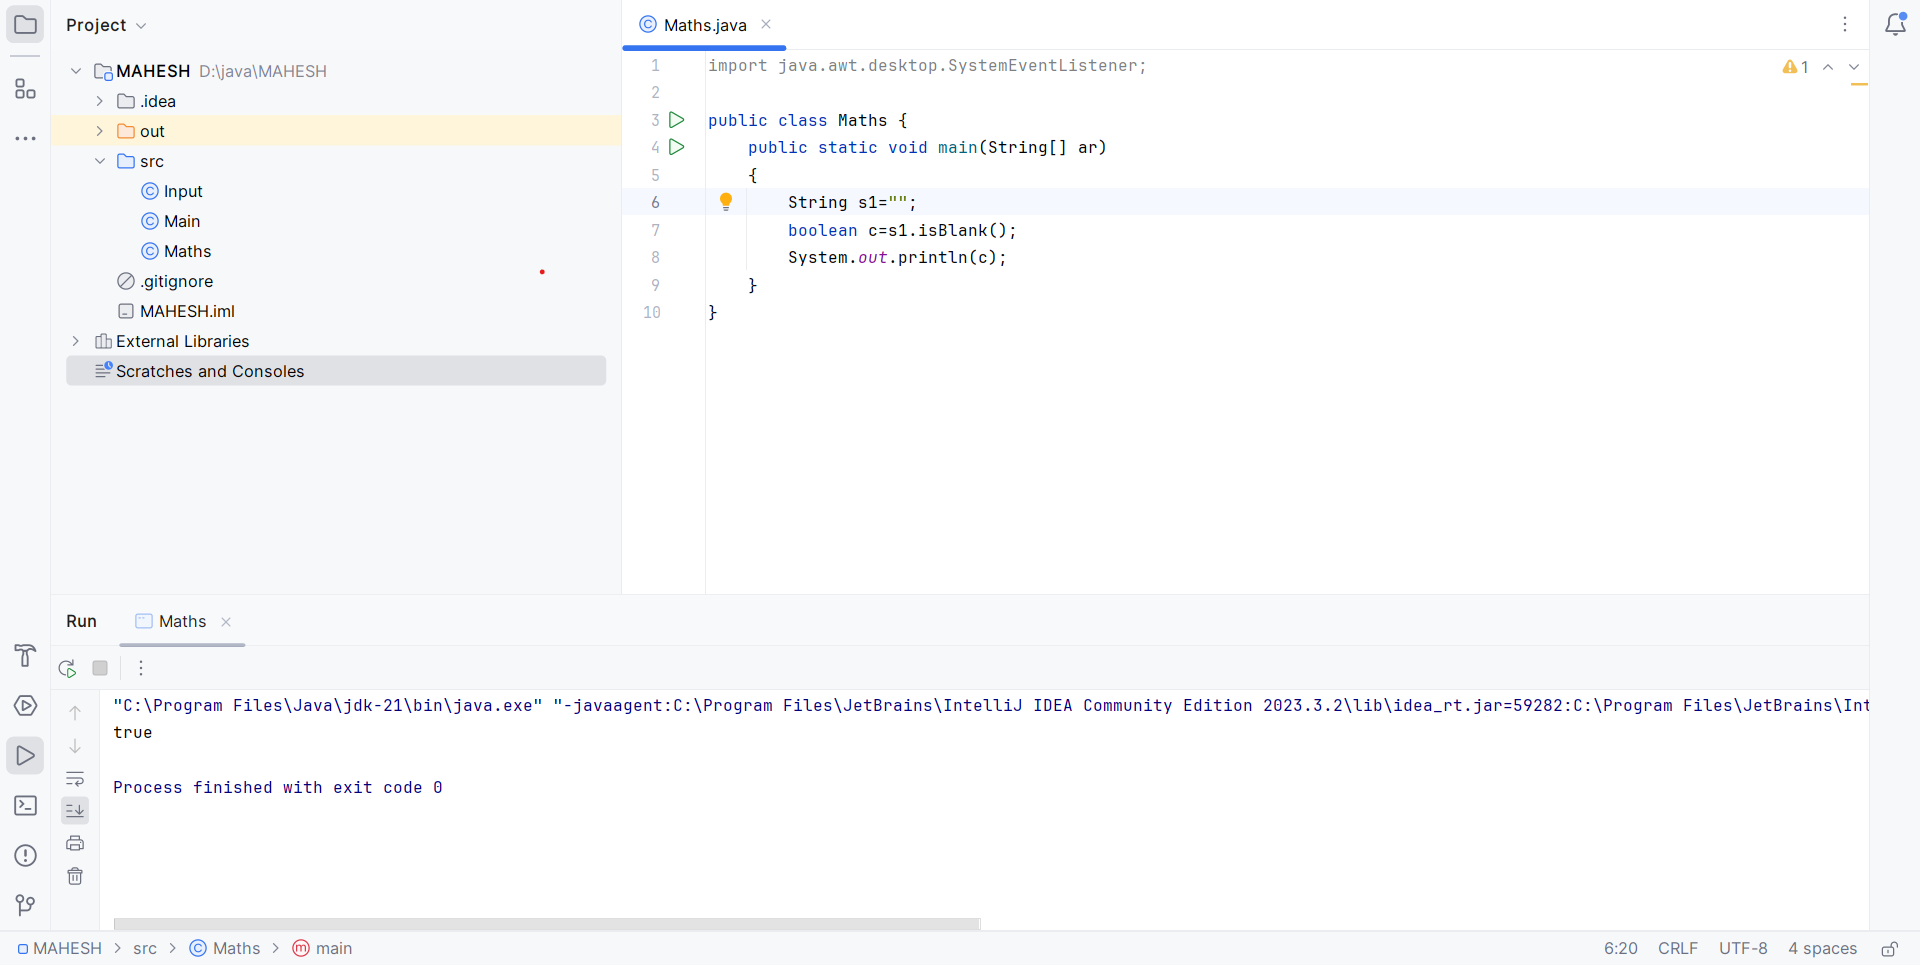 Project
MAHESH D:\java\MAHESH
.idea
out
src
Input
Main
Maths
.gitignore
MAHESH.iml
External Libraries
Scratches and Consoles
Maths.java
1 import java.awt.desktop.SystemEventListener;
1
2
3 public class Maths {
4 public static void main(String[] ar)
5 {
6 String s1="";
7 boolean c=s1.isBlank();
8 System.out.println(c);
9 }
10 }
Run Maths
"C:\Program Files\Java\jdk-21\bin\java.exe" "-javaagent:C:\Program Files\JetBrains\IntelliJ IDEA Community Edition 2023.3.2\lib\idea_rt.jar=59282:C:\Program Files\JetBrains\Int
true
Process finished with exit code 0
MAHESH > src > Maths > main
6:20 CRLF UTF-8 4 spaces